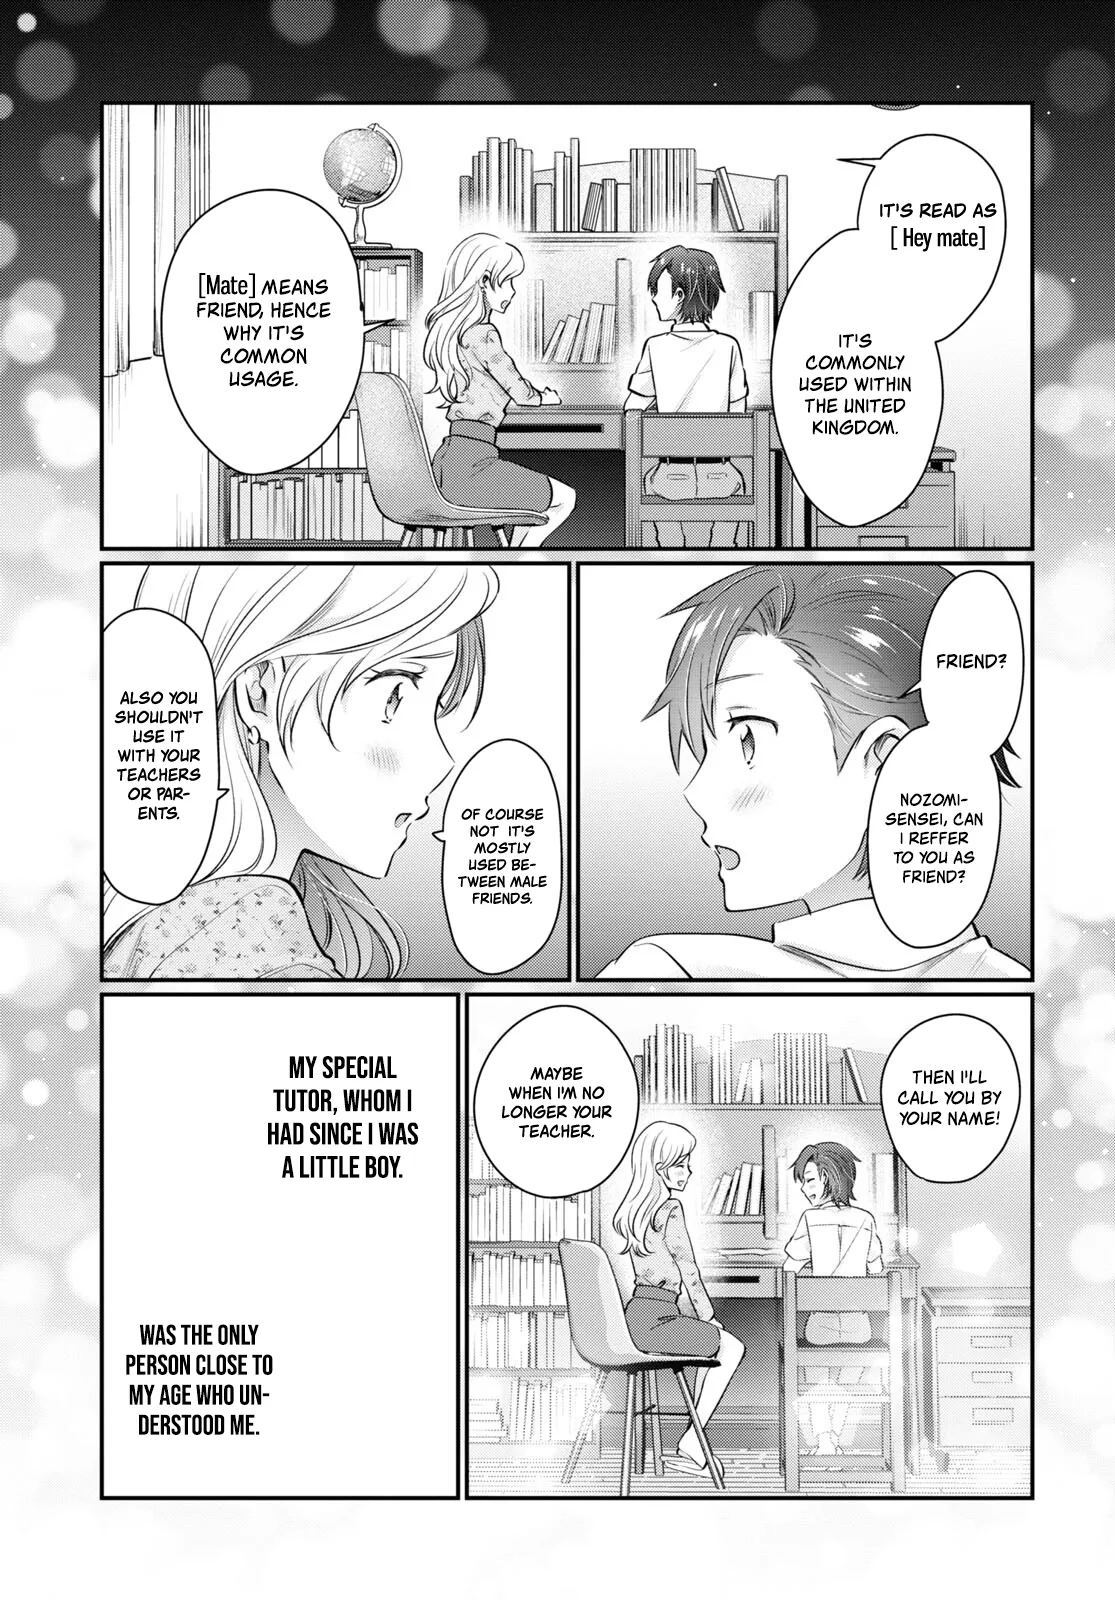 IT'S READ AS
[ Hey mate]
IT'S
COMMONLY
USED WITHIN
THE UNITED
KINGDOM.
[Mate] MEANS
FRIEND, HENCE
WHY IT'S
COMMON
USAGE.
FRIEND?
NOZOMI-
SENSEI, CAN
I REFFER
TO YOU AS
FRIEND?
OF COURSE
NOT IT'S
MOSTLY
USED BE-
TWEEN MALE
FRIENDS.
ALSO YOU
SHOULDN'T
USE IT
WITH YOUR
TEACHERS
OR PAR-
ENTS.
THEN I'LL
CALL YOU BY
YOUR NAME!
MAYBE
WHEN I'M NO
LONGER YOUR
TEACHER.
MY SPECIAL
TUTOR, WHOM I
HAD SINCE I WAS
A LITTLE BOY.
WAS THE ONLY
PERSON CLOSE TO
MY AGE WHO UN-
DERSTOOD ME.